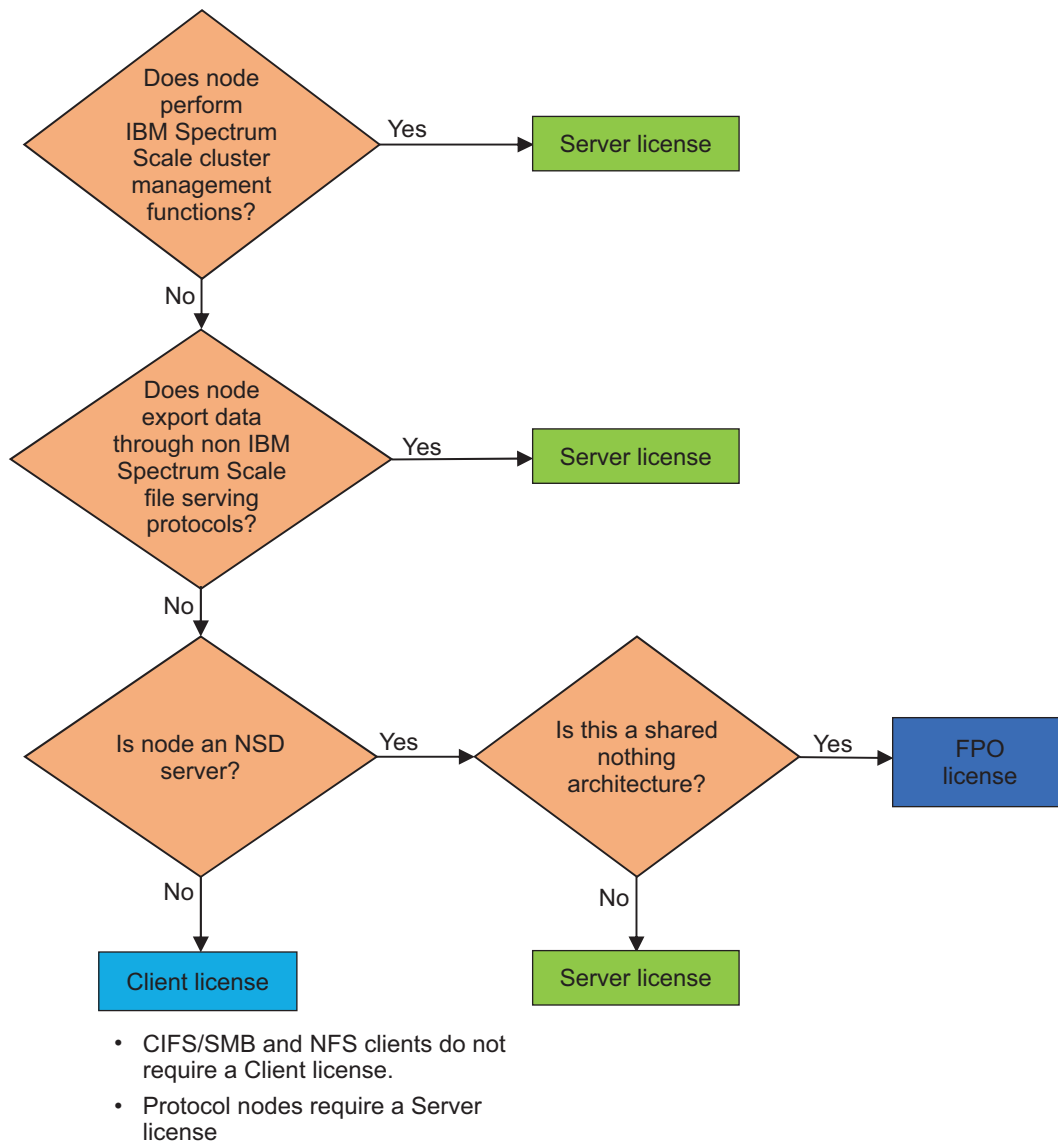 Does node
perform
IBM Spectrum
Scale cluster
management
functions?
Yes
Server license
No
Does node
export data
through non IBM
Spectrum Scale
file serving
protocols?
Yes
Server license
No
Is node an NSD
server?
Yes
Is this a shared
nothing
architecture?
Yes
FPO
license
No
No
Client license
Server license
• CIFS/SMB and NFS clients do not
require a Client license.
• Protocol nodes require a Server
license